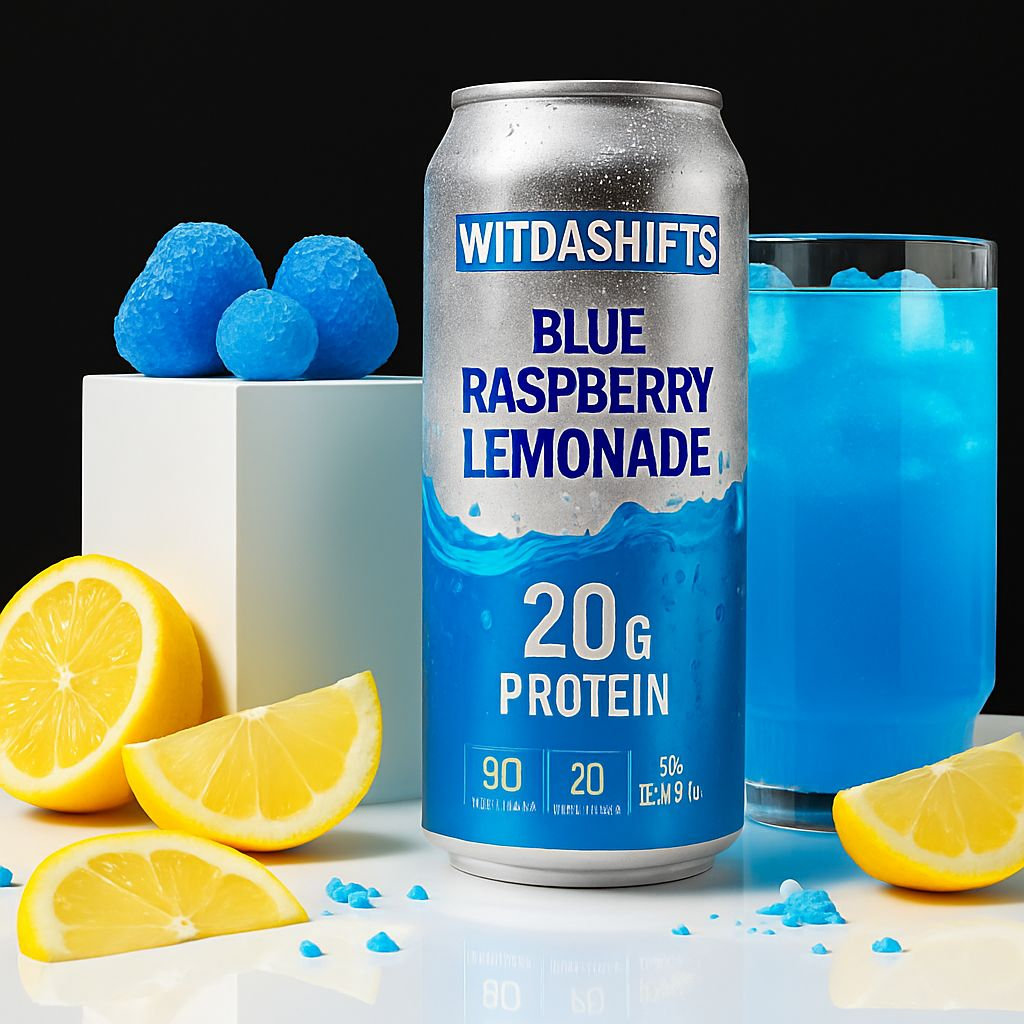 WITDASHIFTS
BLUE
RASPBERRY
LEMONADE
20G
PROTEIN
90 20 50%